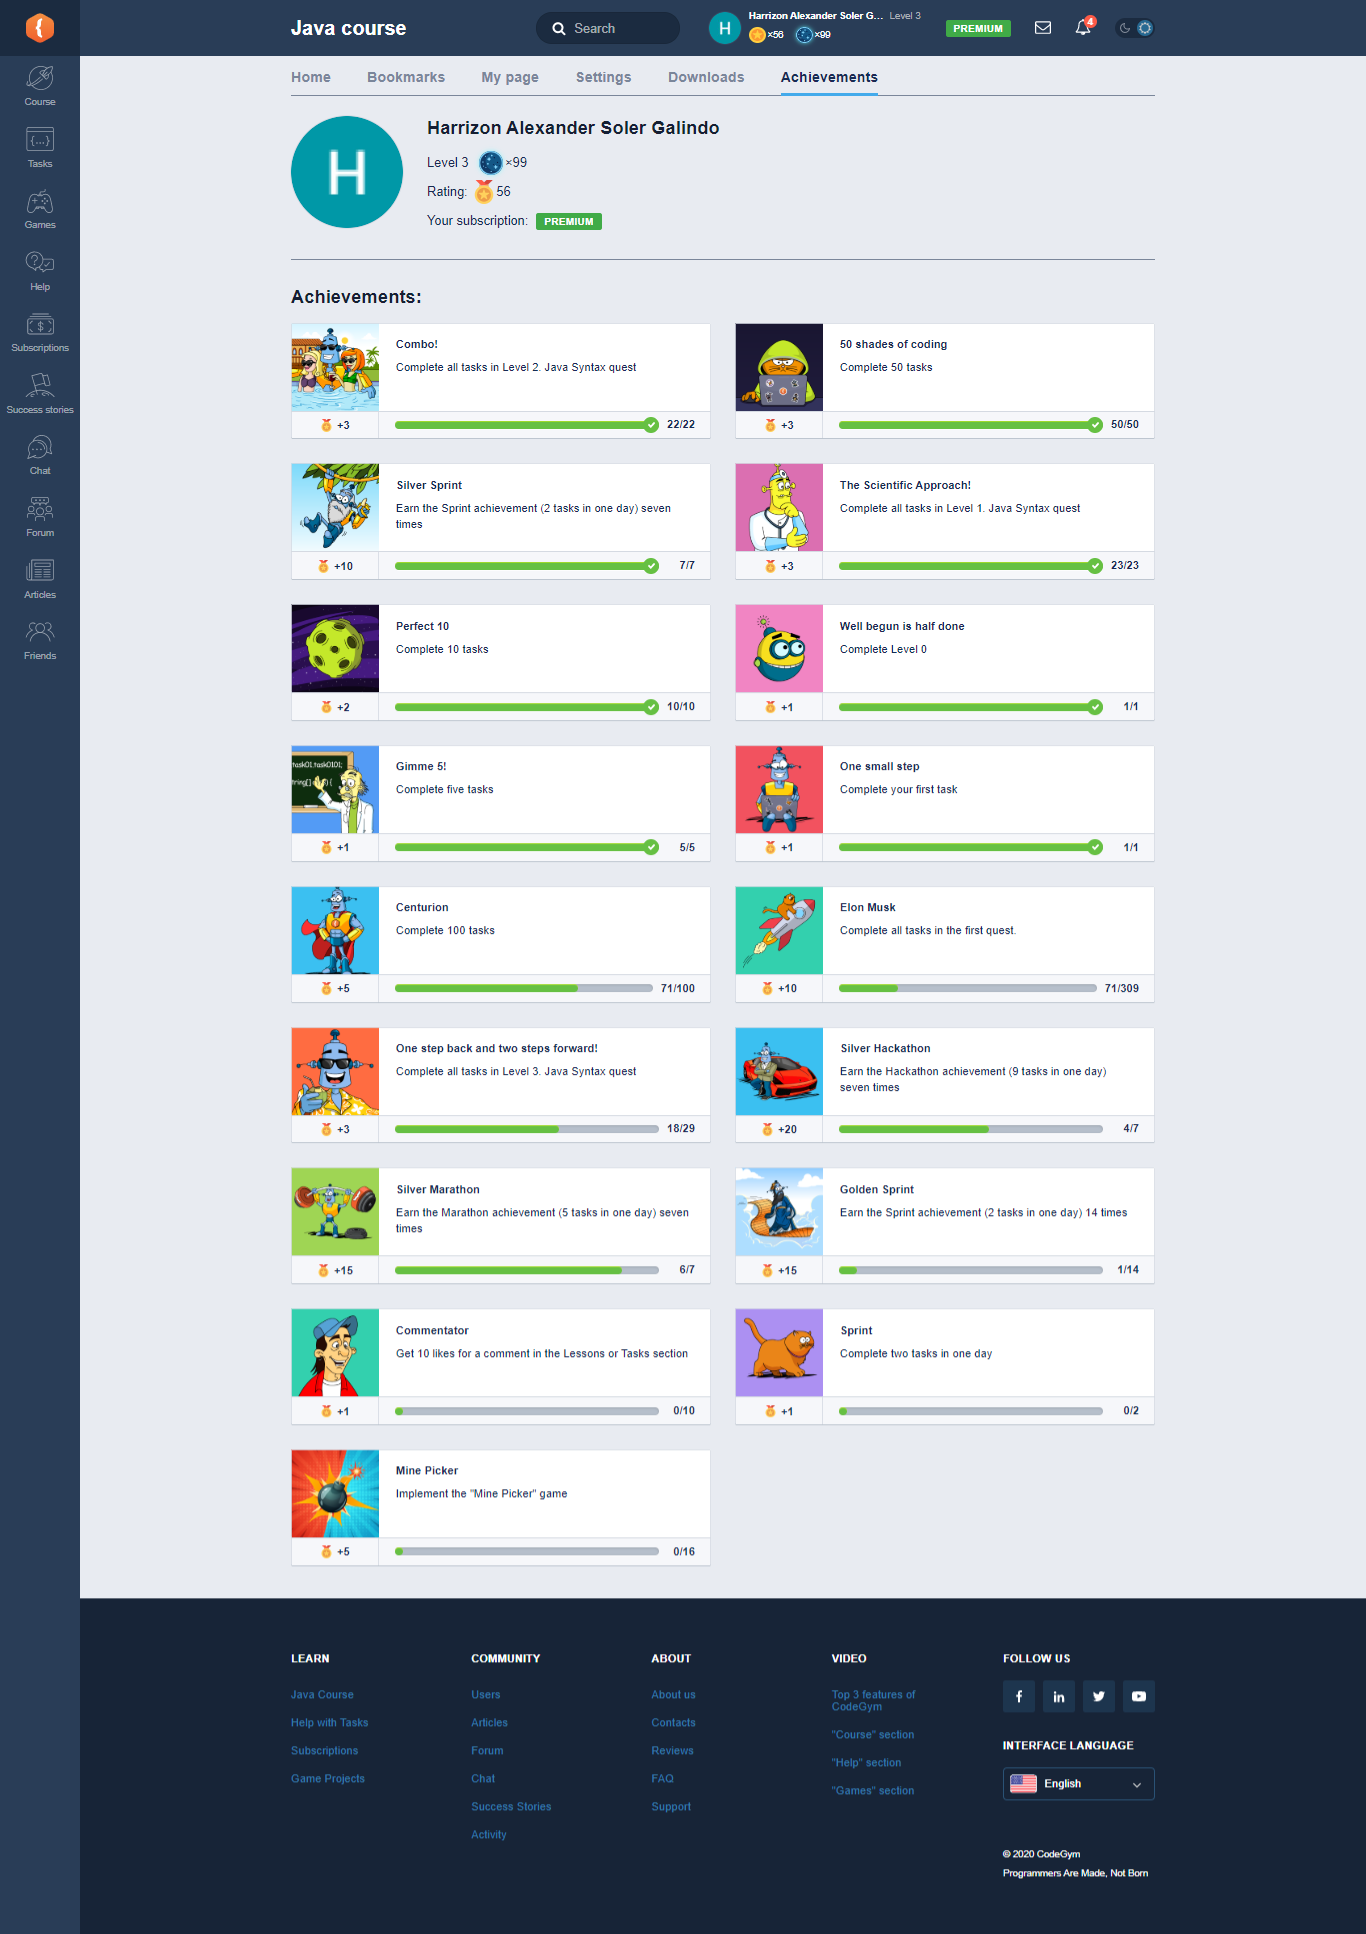 Java course
Search
H
Harrizon Alexander Soler G... Level 3
×56 ×99
PREMIUM
4
Course
Tasks
Games
Help
Subscriptions
Success stories
Chat
Forum
Articles
Friends
Home Bookmarks My page Settings Downloads Achievements
H
Harrizon Alexander Soler Galindo
Level 3 ×99
Rating: 56
Your subscription: PREMIUM
Achievements:
Combo!
Complete all tasks in Level 2. Java Syntax quest
+3 22/22
50 shades of coding
Complete 50 tasks
+3 50/50
Silver Sprint
Earn the Sprint achievement (2 tasks in one day) seven
times
+10 7/7
The Scientific Approach!
Complete all tasks in Level 1. Java Syntax quest
+3 23/23
Perfect 10
Complete 10 tasks
+2 10/10
Well begun is half done
Complete Level 0
+1 1/1
task01.task0101;
Gimme 5!
Complete five tasks
+1 5/5
One small step
Complete your first task
+1 1/1
Centurion
Complete 100 tasks
+5 71/100
Elon Musk
Complete all tasks in the first quest.
+10 71/309
One step back and two steps forward!
Complete all tasks in Level 3. Java Syntax quest
+3 18/29
Silver Hackathon
Earn the Hackathon achievement (9 tasks in one day)
seven times
+20 4/7
Silver Marathon
Earn the Marathon achievement (5 tasks in one day) seven
times
+15 6/7
Golden Sprint
Earn the Sprint achievement (2 tasks in one day) 14 times
+15 1/14
Commentator
Get 10 likes for a comment in the Lessons or Tasks section
+1 0/10
Sprint
Complete two tasks in one day
+1 0/2
Mine Picker
Implement the "Mine Picker" game
+5 0/16
LEARN
Java Course
Help with Tasks
Subscriptions
Game Projects
COMMUNITY
Users
Articles
Forum
Chat
Success Stories
Activity
ABOUT
About us
Contacts
Reviews
FAQ
Support
VIDEO
Top 3 features of
CodeGym
"Course" section
"Help" section
"Games" section
FOLLOW US
INTERFACE LANGUAGE
English
© 2020 CodeGym
Programmers Are Made, Not Born